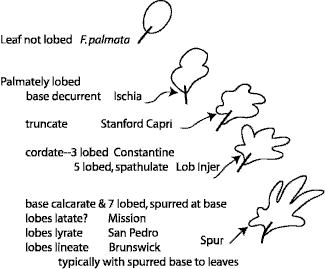 Leaf not lobed F. palmata
Palmately lobed
base decurrent Ischia
truncate Stanford Capri
cordate--3 lobed Constantine
5 lobed, spathulate Lob Injer
base calcarate & 7 lobed, spurred at base
lobes latate? Mission
lobes lyrate San Pedro
lobes lineate Brunswick
Spur
typically with spurred base to leaves